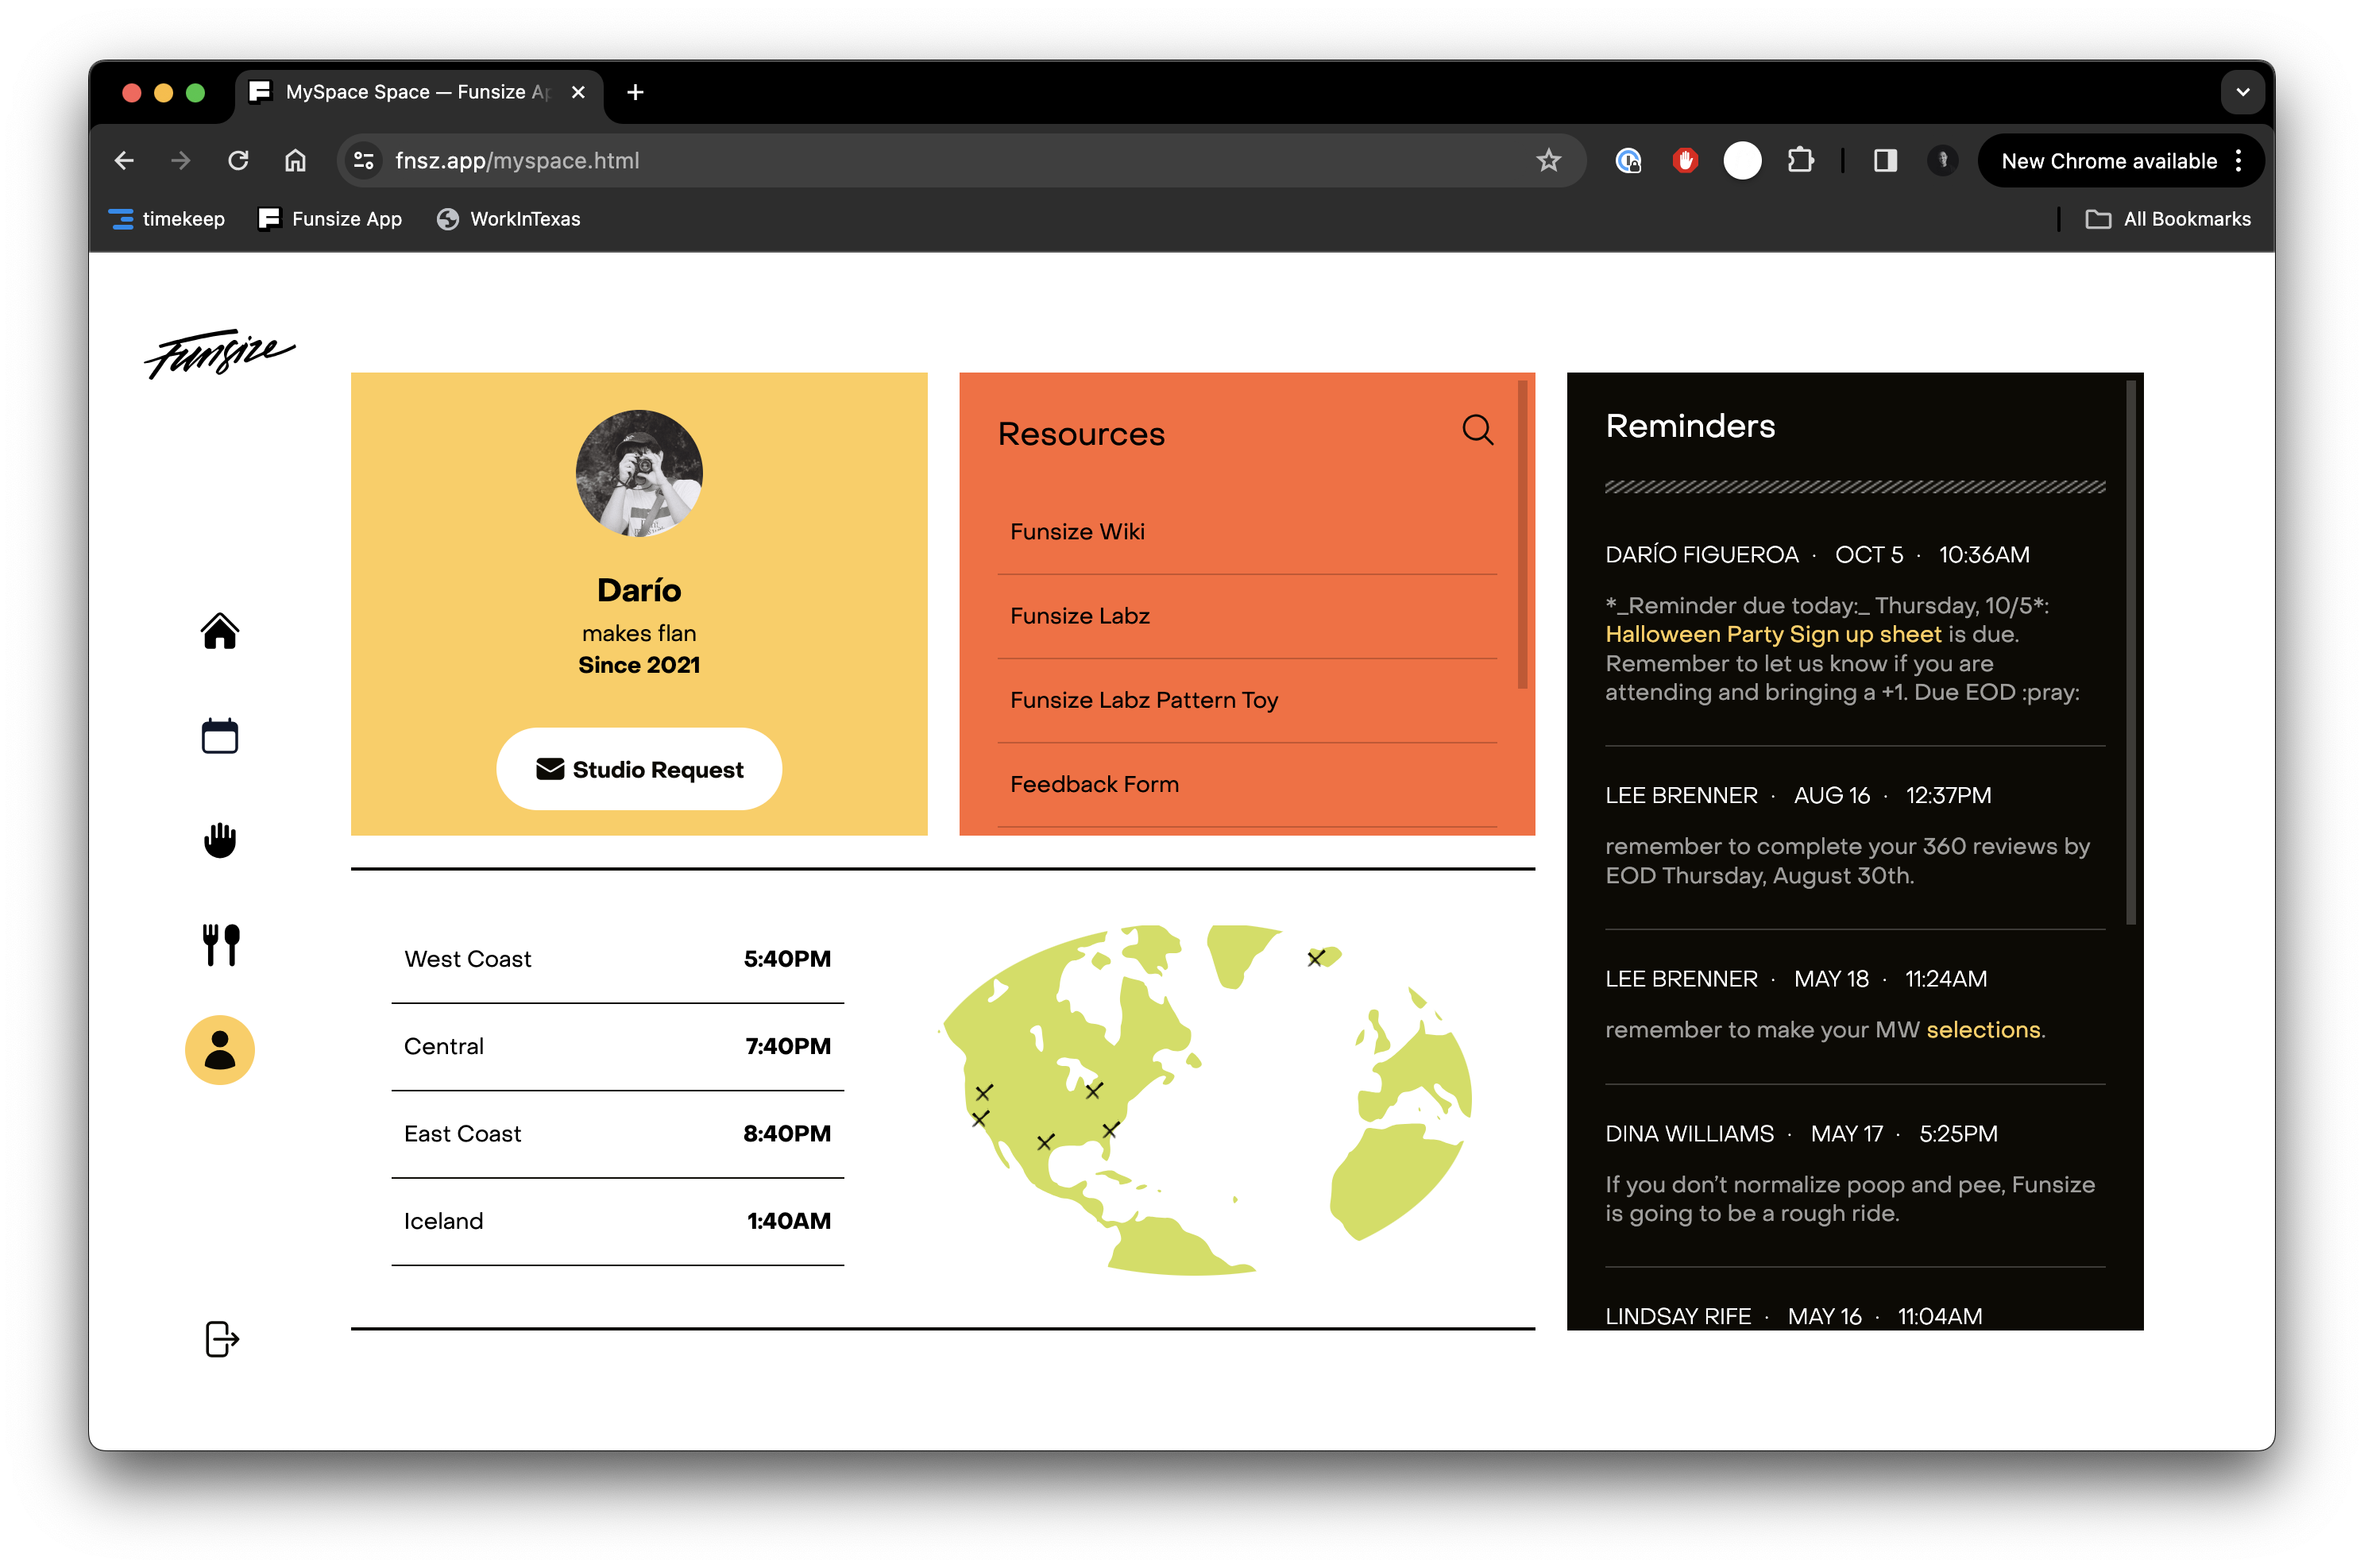 MySpace Space — Funsize Ap
fnsz.app/myspace.html
New Chrome available
timekeep
Funsize App
WorkInTexas
All Bookmarks
Funsize
Darío
makes flan
Since 2021
Studio Request
Resources
Funsize Wiki
Funsize Labz
Funsize Labz Pattern Toy
Feedback Form
West Coast 5:40PM
Central 7:40PM
East Coast 8:40PM
Iceland 1:40AM
Reminders
DARÍO FIGUEROA · OCT 5 · 10:36AM
*_Reminder due today:_ Thursday, 10/5*:
Halloween Party Sign up sheet is due.
Remember to let us know if you are
attending and bringing a +1. Due EOD :pray:
LEE BRENNER · AUG 16 · 12:37PM
remember to complete your 360 reviews by
EOD Thursday, August 30th.
LEE BRENNER · MAY 18 · 11:24AM
remember to make your MW selections.
DINA WILLIAMS · MAY 17 · 5:25PM
If you don’t normalize poop and pee, Funsize
is going to be a rough ride.
LINDSAY RIFE · MAY 16 · 11:04AM